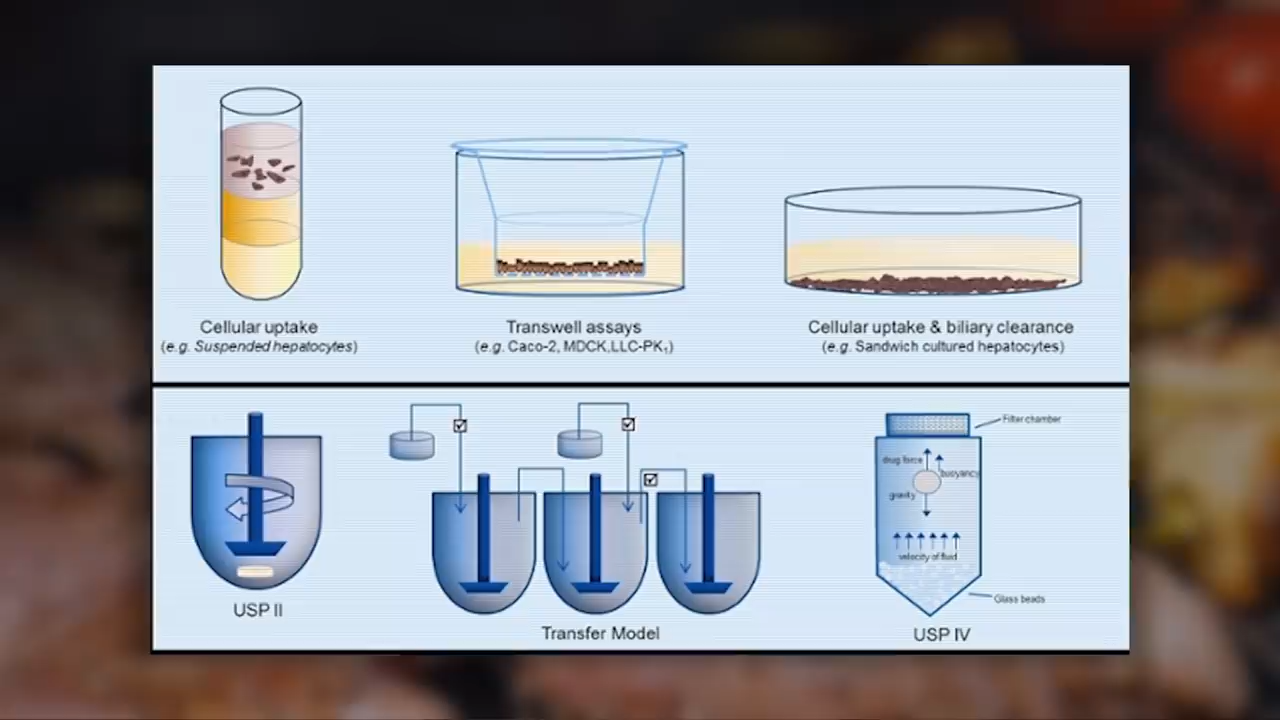 Cellular uptake
(e.g. Suspended hepatocytes)
Transwell assays
(e.g. Caco-2, MDCK,LLC-PK₁)
Cellular uptake & biliary clearance
(e.g. Sandwich cultured hepatocytes)
USP II
Transfer Model
Filter chamber
drug force
buoyancy
gravity
velocity of fluid
Glass beads
USP IV